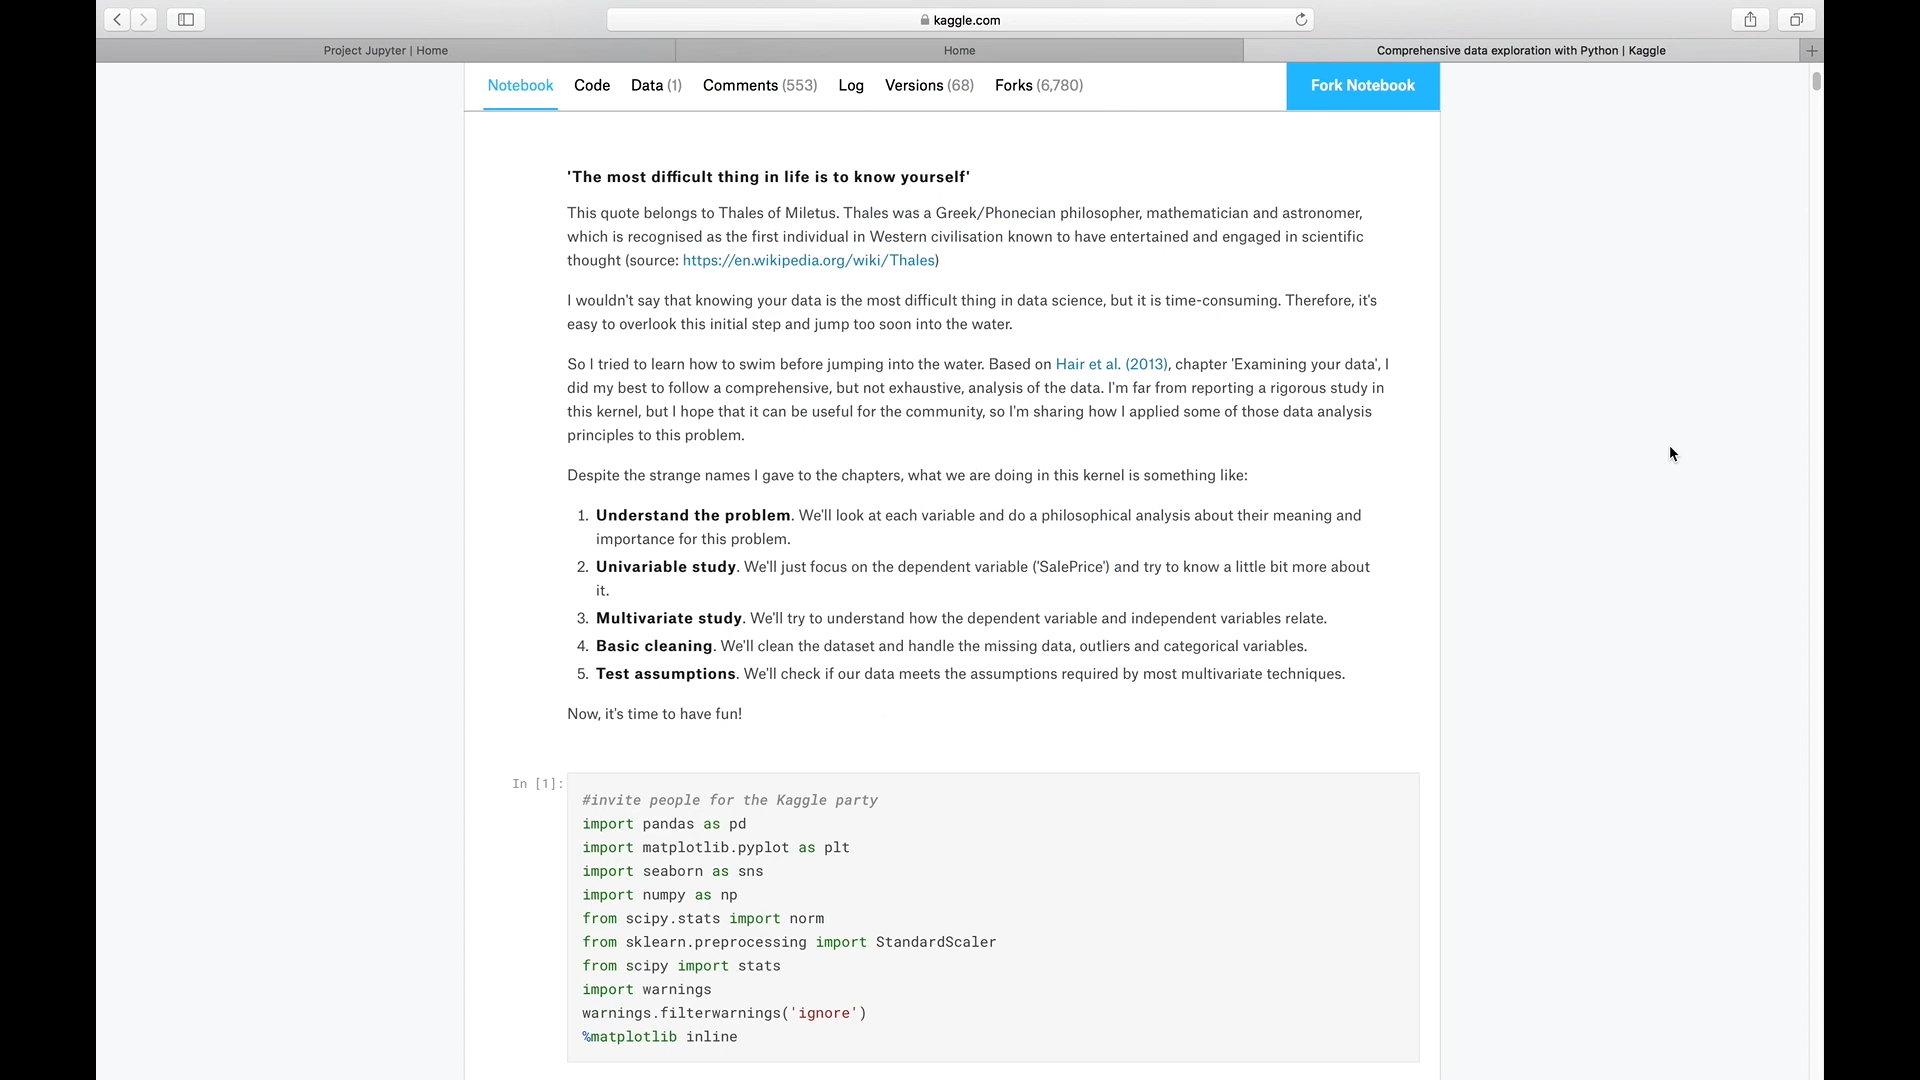 kaggle.com
Project Jupyter | Home
Home
Comprehensive data exploration with Python | Kaggle
Notebook Code Data (1) Comments (553) Log Versions (68) Forks (6,780) Fork Notebook
'The most difficult thing in life is to know yourself'
This quote belongs to Thales of Miletus. Thales was a Greek/Phonecian philosopher, mathematician and astronomer,
which is recognised as the first individual in Western civilisation known to have entertained and engaged in scientific
thought (source: https://en.wikipedia.org/wiki/Thales)
I wouldn't say that knowing your data is the most difficult thing in data science, but it is time-consuming. Therefore, it's
easy to overlook this initial step and jump too soon into the water.
So I tried to learn how to swim before jumping into the water. Based on Hair et al. (2013), chapter 'Examining your data', I
did my best to follow a comprehensive, but not exhaustive, analysis of the data. I'm far from reporting a rigorous study in
this kernel, but I hope that it can be useful for the community, so I'm sharing how I applied some of those data analysis
principles to this problem.
Despite the strange names I gave to the chapters, what we are doing in this kernel is something like:
1. Understand the problem. We'll look at each variable and do a philosophical analysis about their meaning and
importance for this problem.
2. Univariable study. We'll just focus on the dependent variable ('SalePrice') and try to know a little bit more about
it.
3. Multivariate study. We'll try to understand how the dependent variable and independent variables relate.
4. Basic cleaning. We'll clean the dataset and handle the missing data, outliers and categorical variables.
5. Test assumptions. We'll check if our data meets the assumptions required by most multivariate techniques.
Now, it's time to have fun!
In [1]:
#invite people for the Kaggle party
import pandas as pd
import matplotlib.pyplot as plt
import seaborn as sns
import numpy as np
from scipy.stats import norm
from sklearn.preprocessing import StandardScaler
from scipy import stats
import warnings
warnings.filterwarnings('ignore')
%matplotlib inline